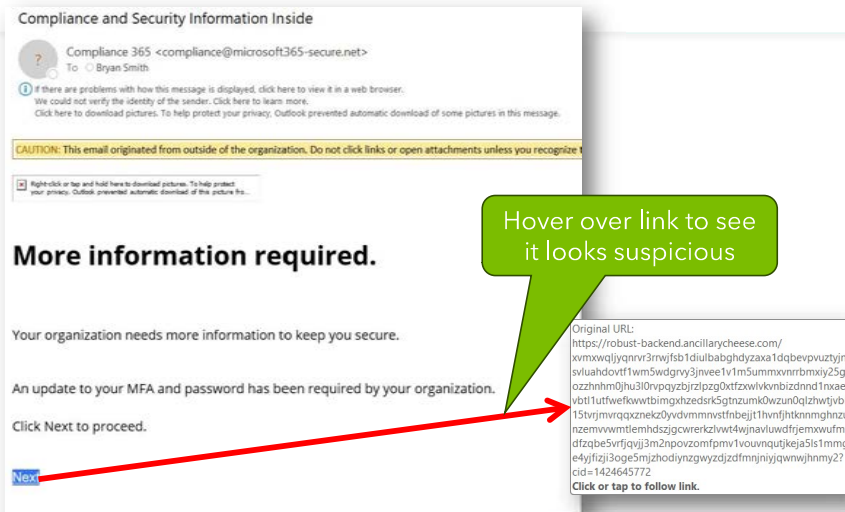 Compliance and Security Information Inside
?
Compliance 365 <compliance@microsoft365-secure.net>
To Bryan Smith
If there are problems with how this message is displayed, click here to view it in a web browser.
We could not verify the identity of the sender. Click here to learn more.
Click here to download pictures. To help protect your privacy, Outlook prevented automatic download of some pictures in this message.
CAUTION: This email originated from outside of the organization. Do not click links or open attachments unless you recognize
Right-click or tap and hold here to download pictures. To help protect
your privacy, Outlook prevented automatic download of this picture fro...
Hover over link to see
it looks suspicious
More information required.
Your organization needs more information to keep you secure.
An update to your MFA and password has been required by your organization.
Click Next to proceed.
Next
Original URL:
https://robust-backend.ancillarycheese.com/
cid=1424645772
Click or tap to follow link.